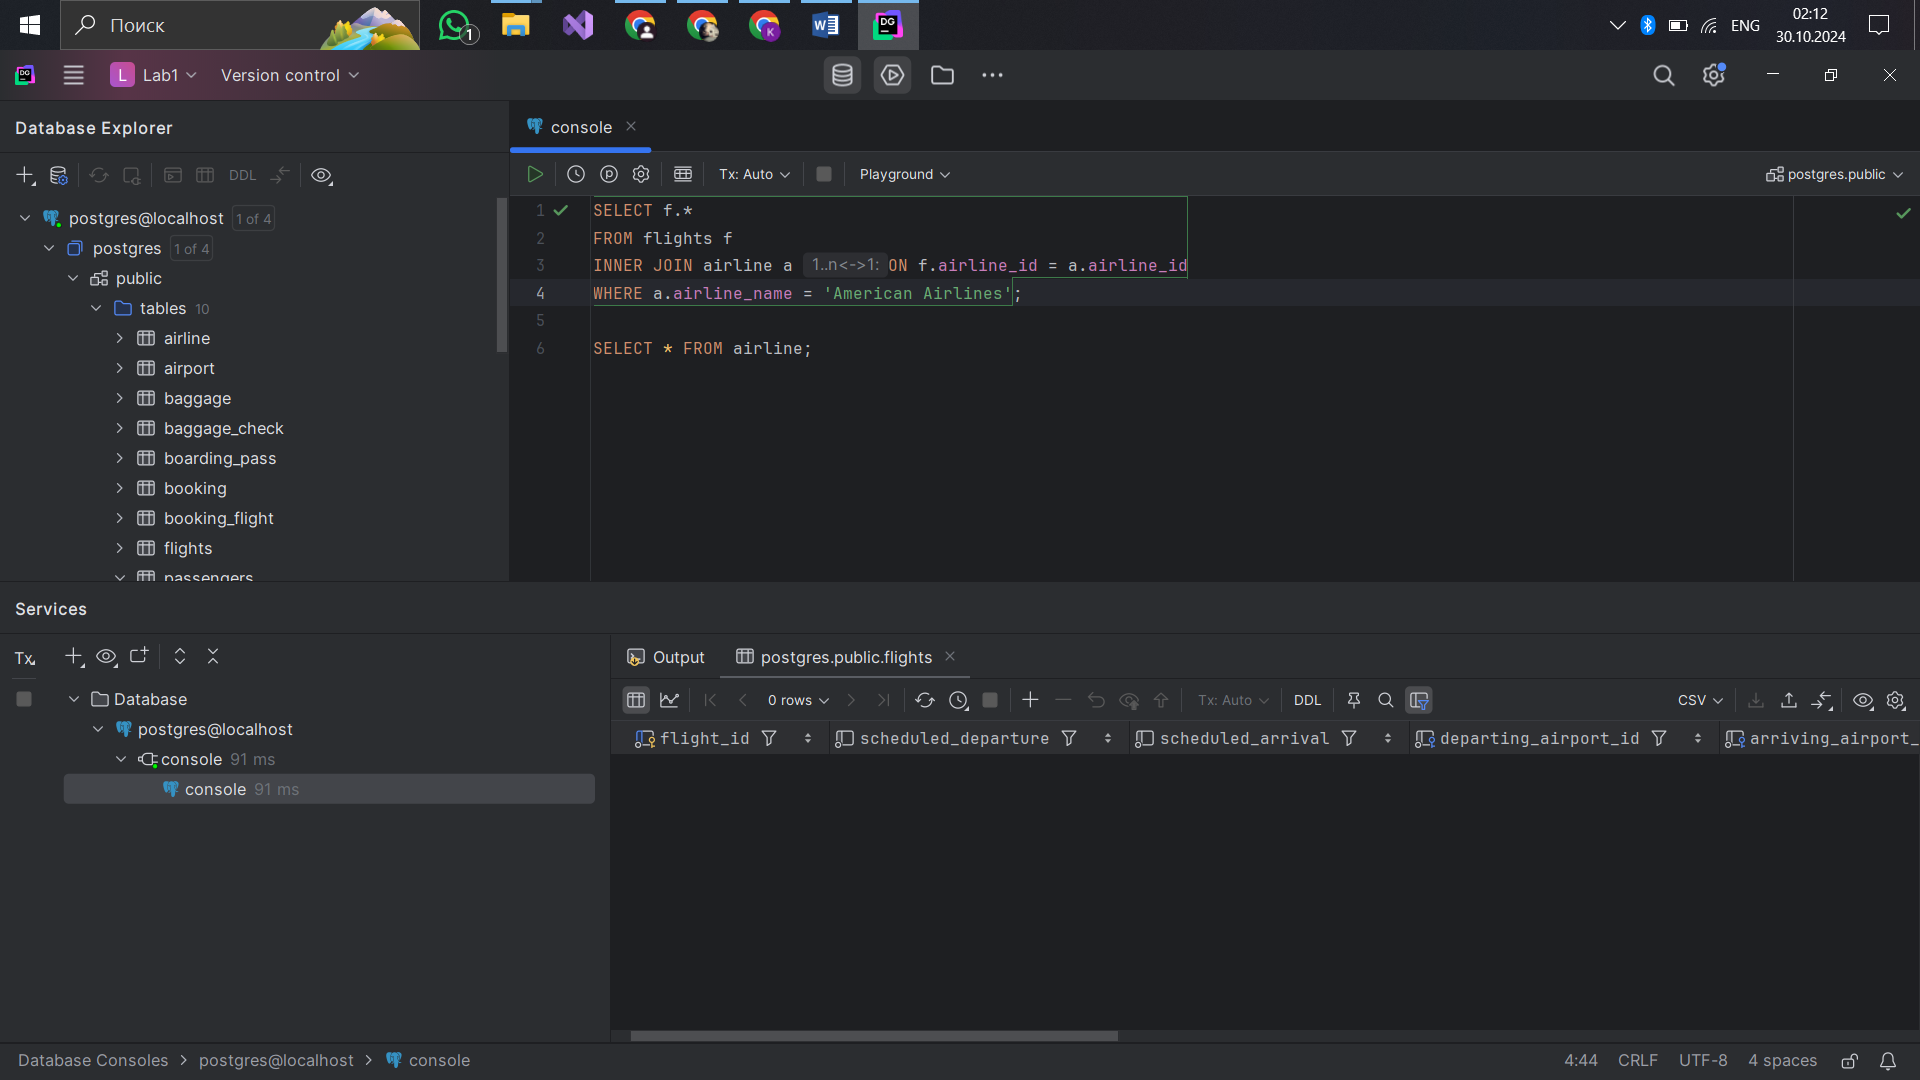 Поиск
1
K
DG
ENG
02:12
30.10.2024
DG
L Lab1
Version control
Database Explorer
console
DDL
Tx: Auto
Playground
postgres.public
postgres@localhost 1 of 4
postgres 1 of 4
public
tables 10
airline
airport
baggage
baggage_check
boarding_pass
booking
booking_flight
flights
passengers
1 SELECT f.*
2 FROM flights f
3 INNER JOIN airline a 1..n<->1: ON f.airline_id = a.airline_id
4 WHERE a.airline_name = 'American Airlines';
5
6 SELECT * FROM airline;
Services
Tx
Database
postgres@localhost
console 91 ms
console 91 ms
Output
postgres.public.flights
0 rows
Tx: Auto
DDL
CSV
flight_id
scheduled_departure
scheduled_arrival
departing_airport_id
arriving_airport_
Database Consoles > postgres@localhost > console
4:44
CRLF
UTF-8
4 spaces